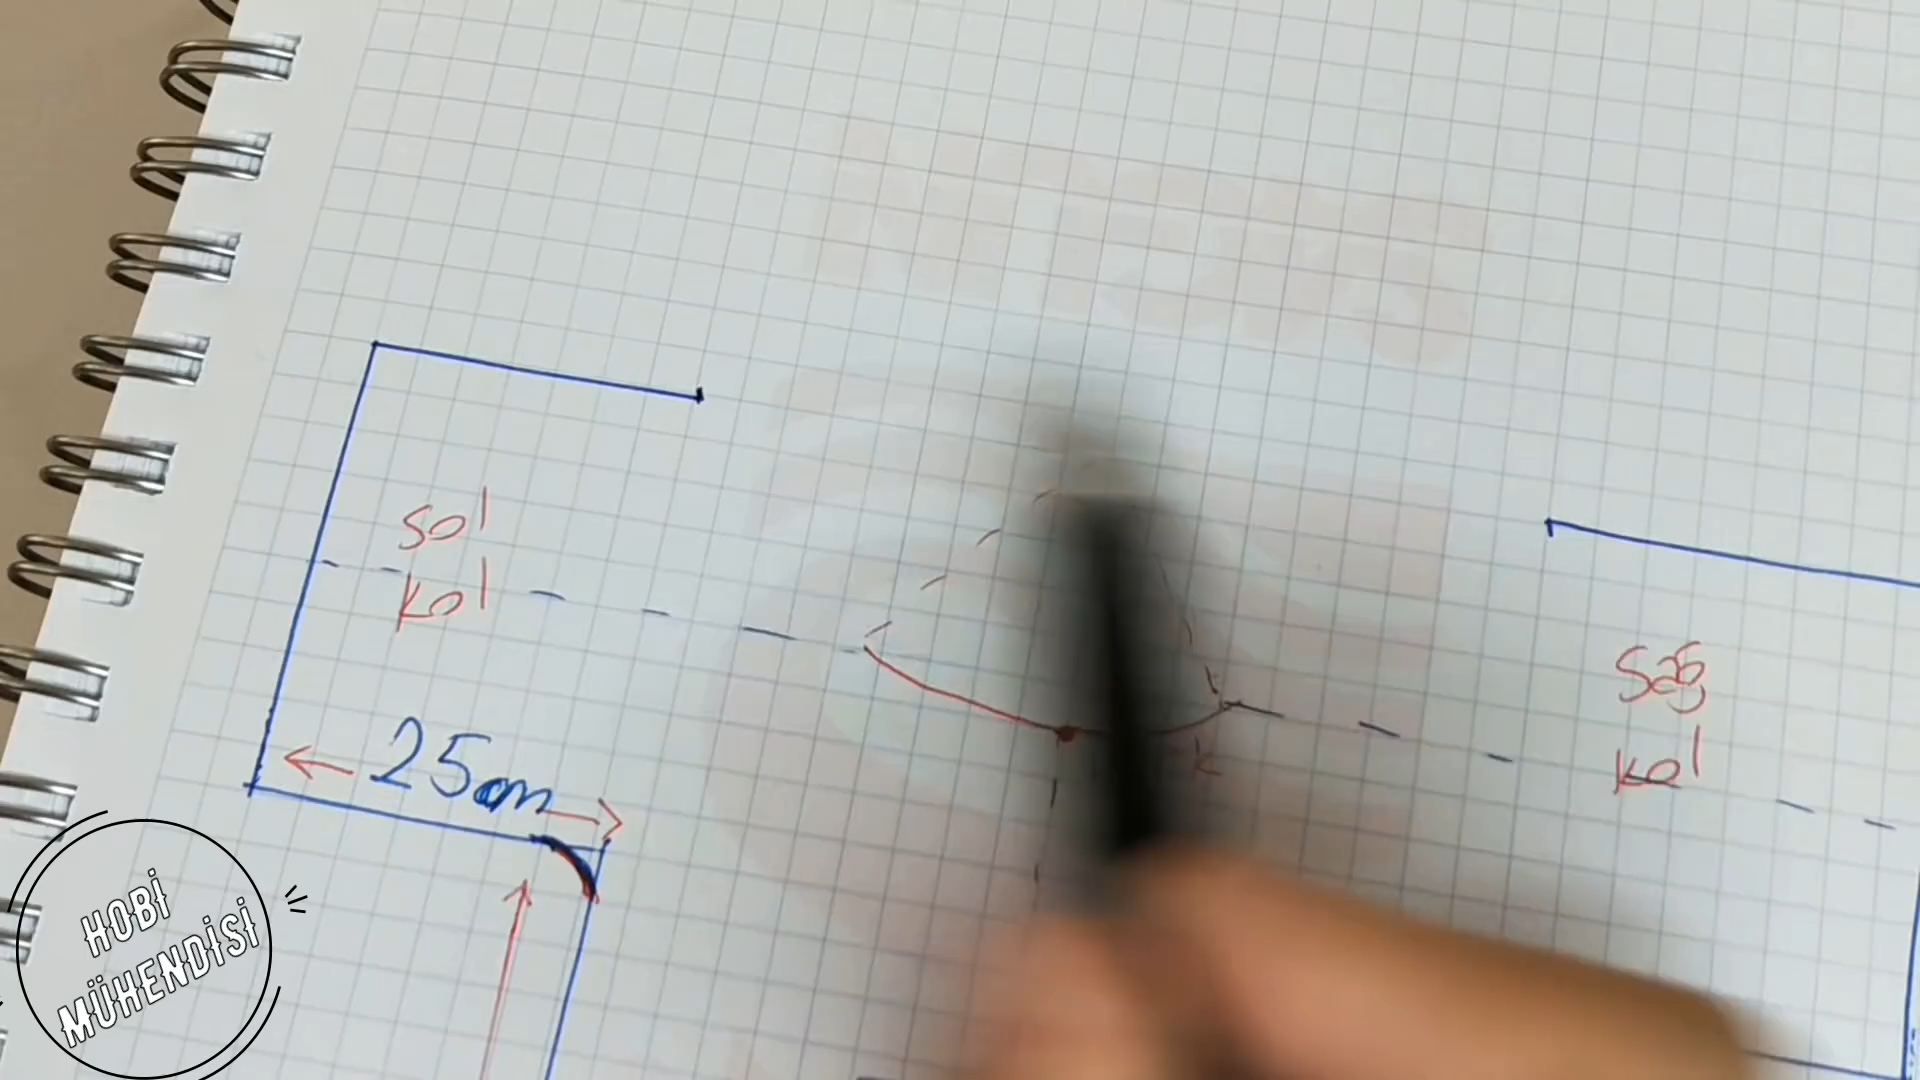 sol
kol
25cm
Sağ
kol
k
HOBİ
MÜHENDİSİ